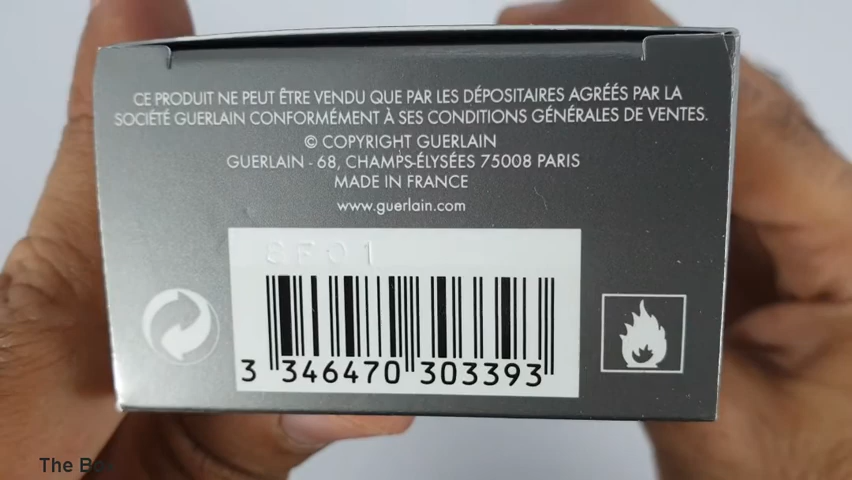 CE PRODUIT NE PEUT ÊTRE VENDU QUE PAR LES DÉPOSITAIRES AGRÉÉS PAR LA
SOCIÉTÉ GUERLAIN CONFORMÉMENT À SES CONDITIONS GÉNÉRALES DE VENTES.
© COPYRIGHT GUERLAIN
GUERLAIN - 68, CHAMPS-ÉLYSÉES 75008 PARIS
MADE IN FRANCE
www.guerlain.com
3 346470 303393
The